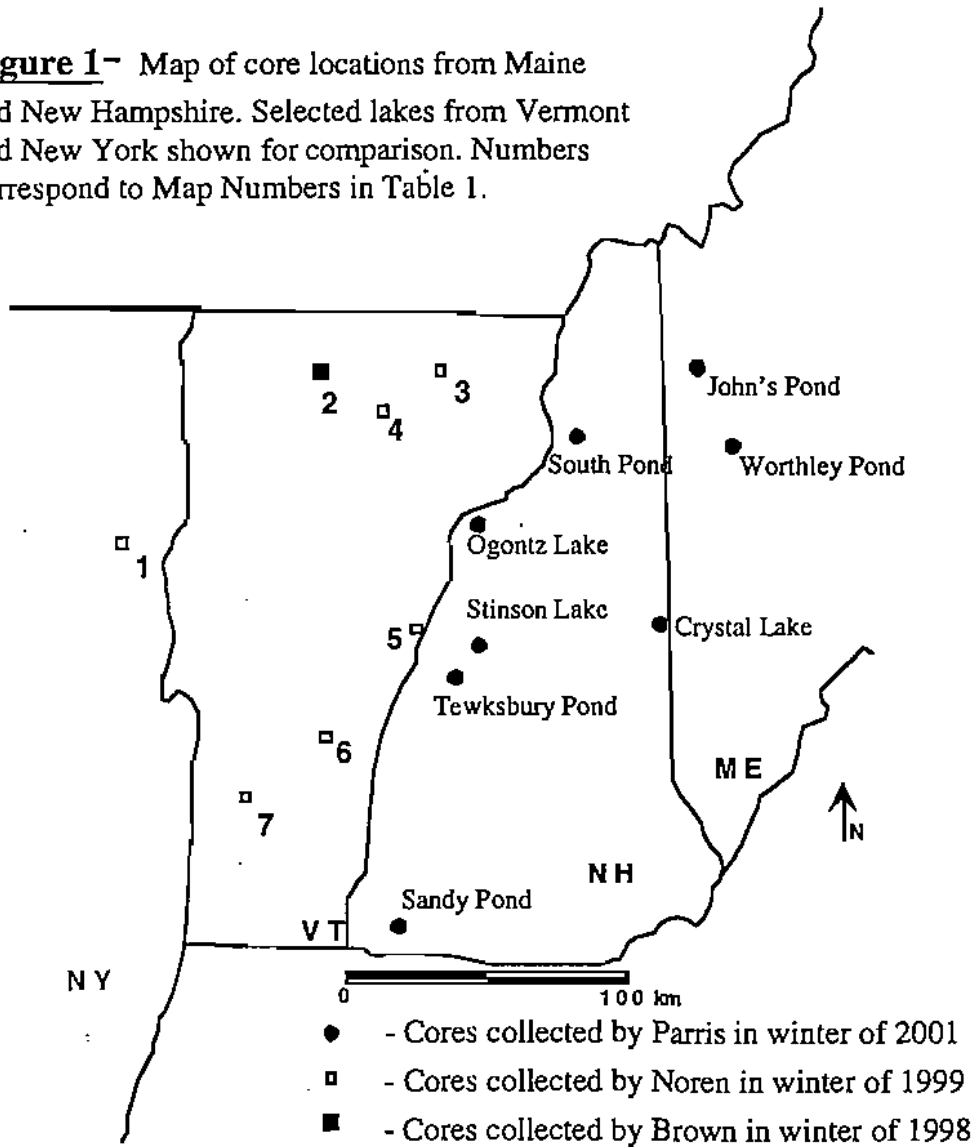 gure 1- Map of core locations from Maine
d New Hampshire. Selected lakes from Vermont
d New York shown for comparison. Numbers
rrespond to Map Numbers in Table 1.
2
3
4
John's Pond
South Pond
Worthley Pond
1
Ogontz Lake
Stinson Lake
5
Crystal Lake
Tewksbury Pond
6
7
ME
N
NH
Sandy Pond
VT
NY
0 100 km
- Cores collected by Parris in winter of 2001
- Cores collected by Noren in winter of 1999
- Cores collected by Brown in winter of 1998